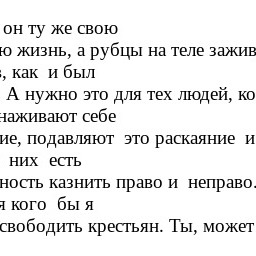 он ту же свою
ю жизнь, а рубцы на теле зажив
, как и был
А нужно это для тех людей, ко
наживают себе
ие, подавляют это раскаяние и
них есть
ность казнить право и неправо.
я кого бы я
свободить крестьян. Ты, может